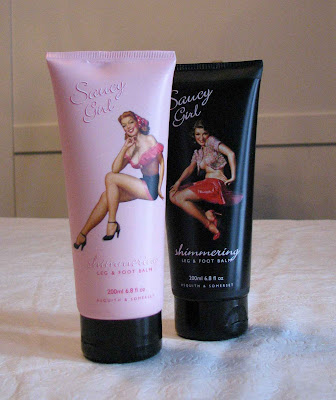 Saucy
Girl
shimmering
LEG & FOOT BALM
200ml 6.8 fl oz
ASQUITH & SOMERSET
Saucy
Girl
shimmering
LEG & FOOT BALM
200ml 6.8 fl oz
ASQUITH & SOMERSET